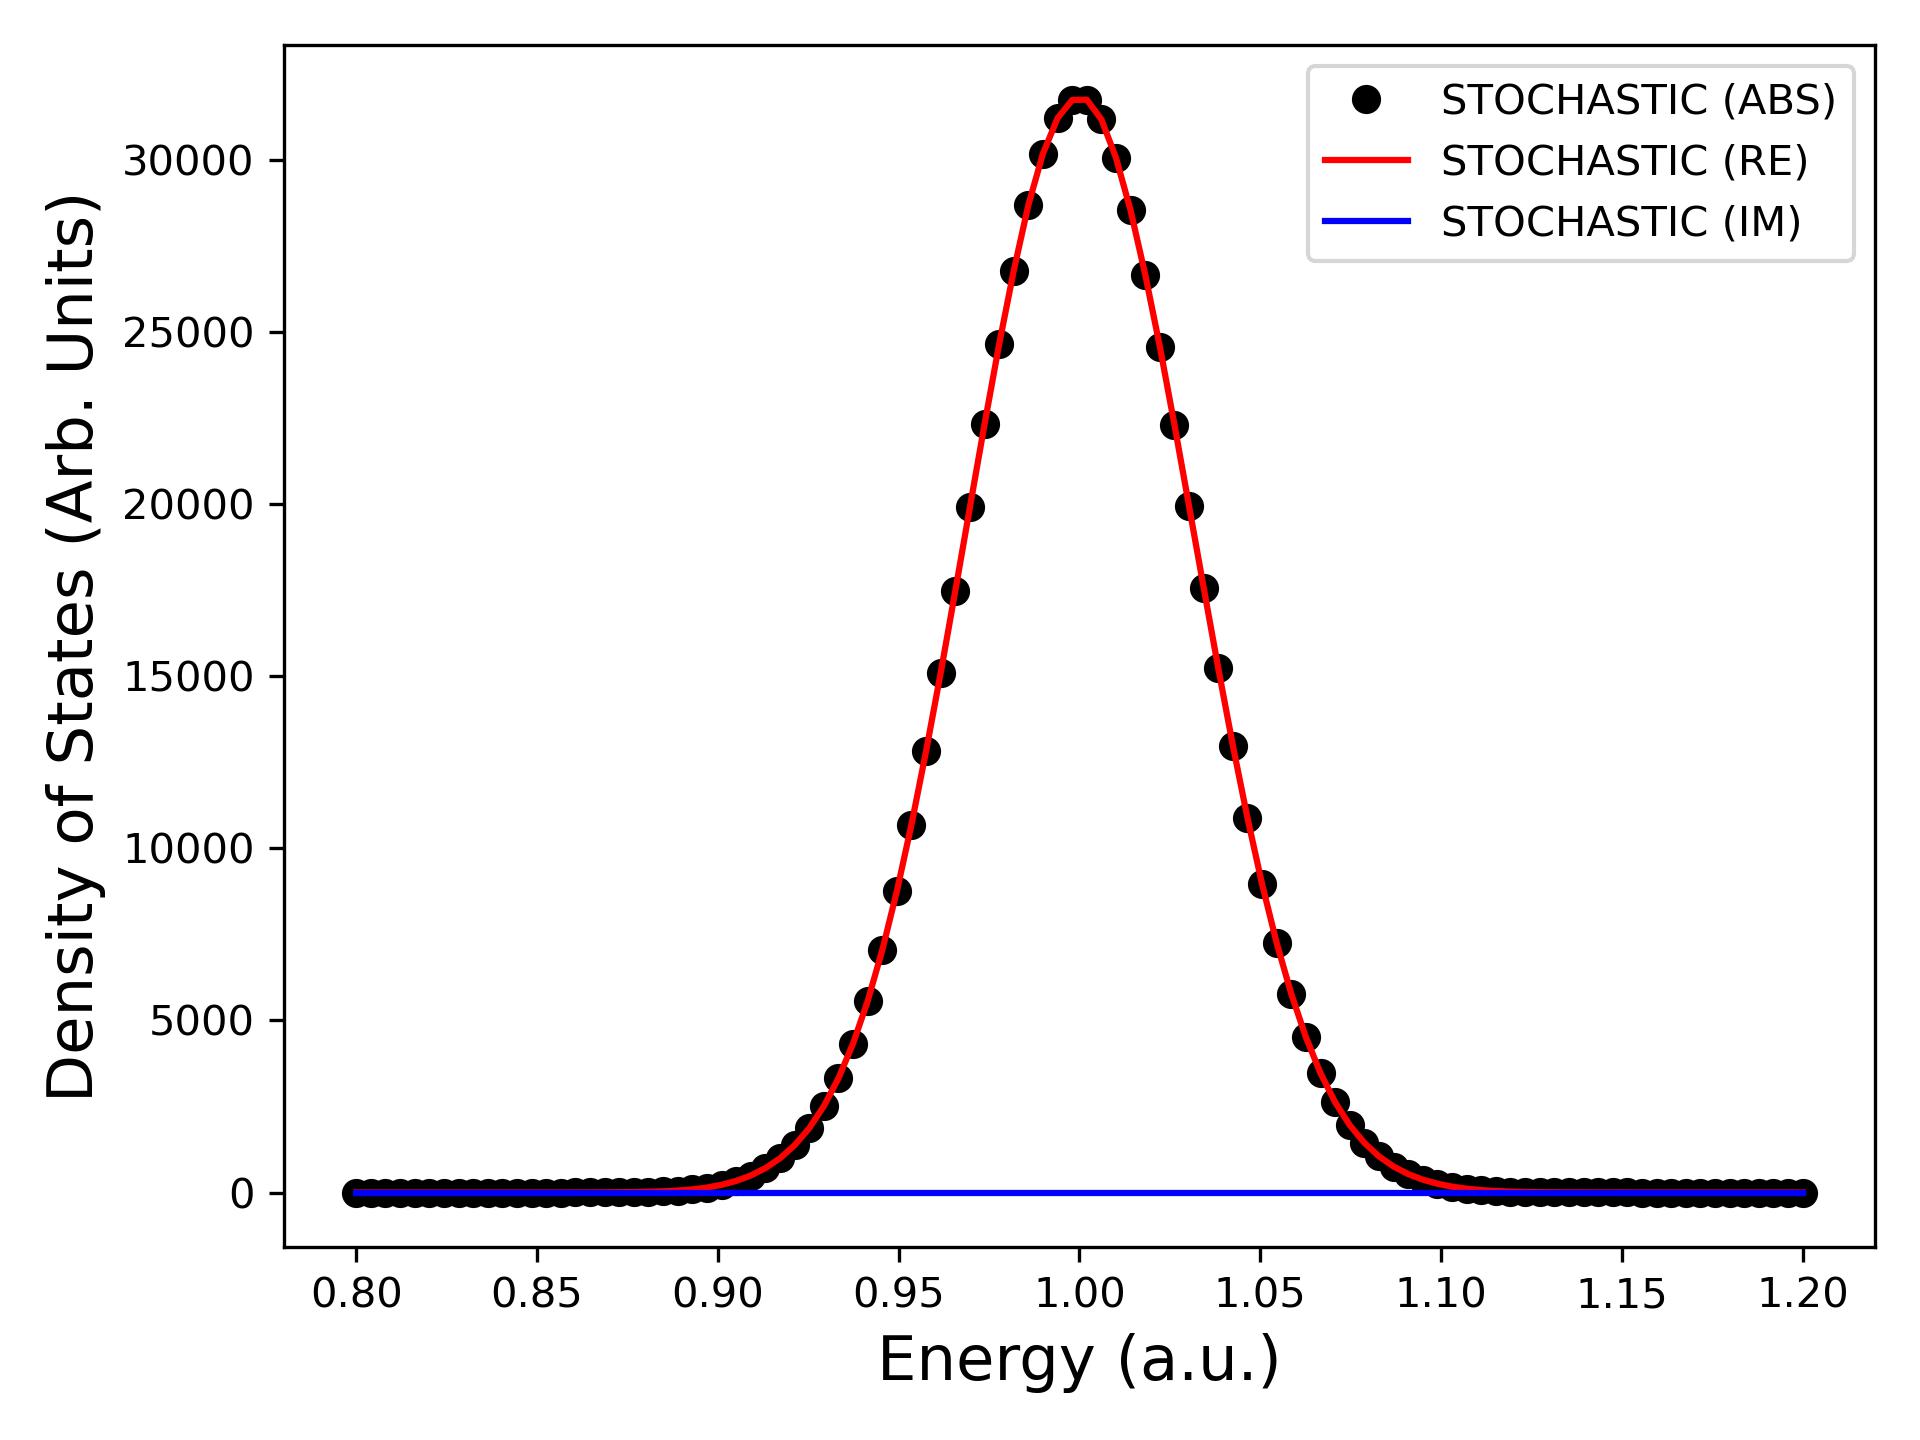 STOCHASTIC (ABS)
STOCHASTIC (RE)
STOCHASTIC (IM)
Density of States (Arb. Units)
30000
25000
20000
15000
10000
5000
0
0.80 0.85 0.90 0.95 1.00 1.05 1.10 1.15 1.20
Energy (a.u.)